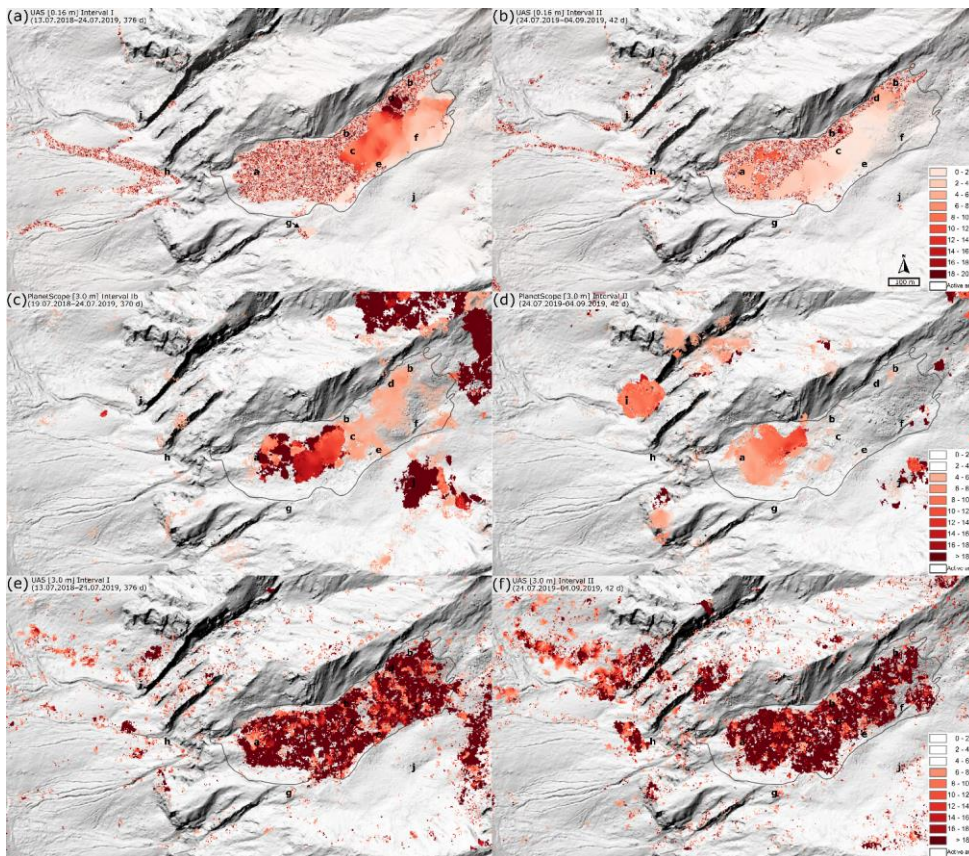 (a) UAS [0.16 m] Interval I
(13.07.2018–24.07.2019, 376 d)
b
j
b
c
f
h
a
e
j
g
(b) UAS [0.16 m] Interval II
(24.07.2019–04.09.2019, 42 d)
b
d
j
b
c
f
h
a
e
j
g
0 - 2
2 - 4
4 - 6
6 - 8
8 - 10
10 - 12
12 - 14
14 - 16
16 - 18
18 - 20
Active a
100 m
(c) PlanetScope [3.0 m] Interval Ib
(19.07.2018–24.07.2019, 370 d)
b
d
j
b
c
f
h
a
e
g
(d) PlanetScope [3.0 m] Interval II
(24.07.2019–04.09.2019, 42 d)
b
d
i
b
c
f
h
a
e
g
0 - 2
2 - 4
4 - 6
6 - 8
8 - 10
10 - 12
12 - 14
14 - 16
16 - 18
> 18
Active a
(e) UAS [3.0 m] Interval I
(13.07.2018–24.07.2019, 376 d)
b
h
a
j
g
(f) UAS [3.0 m] Interval II
(24.07.2019–04.09.2019, 42 d)
f
h
e
j
g
0 - 2
2 - 4
4 - 6
6 - 8
8 - 10
10 - 12
12 - 14
14 - 16
16 - 18
> 18
Active a